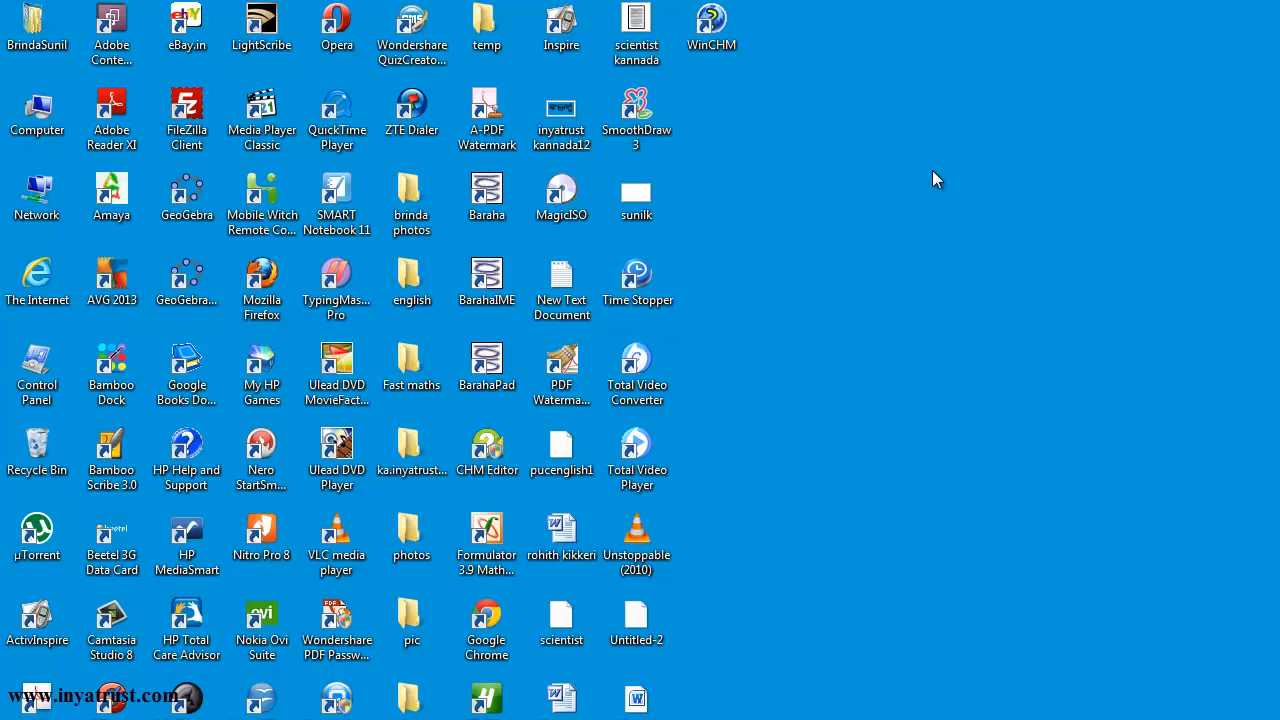 BrindaSunil
Adobe
Conte...
eBay.in
LightScribe
Opera
Wondershare
QuizCreato...
temp
Inspire
scientist
kannada
WinCHM
Computer
Adobe
Reader XI
FileZilla
Client
Media Player
Classic
QuickTime
Player
ZTE Dialer
A-PDF
Watermark
inyatrust
kannada12
SmoothDraw
3
Network
Amaya
GeoGebra
Mobile Witch
Remote Co...
SMART
Notebook 11
brinda
photos
Baraha
MagicISO
sunilk
The Internet
AVG 2013
GeoGebra...
Mozilla
Firefox
TypingMas...
Pro
english
BarahaIME
New Text
Document
Time Stopper
Control
Panel
Bamboo
Dock
Google
Books Do...
My HP
Games
Ulead DVD
MovieFact...
Fast maths
BarahaPad
PDF
Waterma...
Total Video
Converter
Recycle Bin
Bamboo
Scribe 3.0
HP Help and
Support
Nero
StartSm...
Ulead DVD
Player
ka.inyatrust...
CHM Editor
pucenglish1
Total Video
Player
µTorrent
Beetel 3G
Data Card
HP
MediaSmart
Nitro Pro 8
VLC media
player
photos
Formulator
3.9 Math...
rohith kikkeri
Unstoppable
(2010)
ActivInspire
Camtasia
Studio 8
HP Total
Care Advisor
Nokia Ovi
Suite
Wondershare
PDF Passw...
pic
Google
Chrome
scientist
Untitled-2
www.inyatrust.com